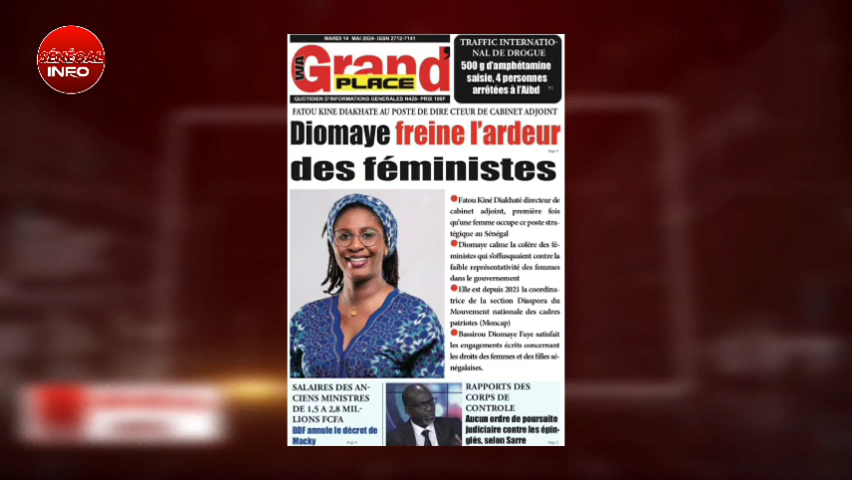 SÉNÉGAL
INFO
MARDI 14 MAI 2024- ISSN 2712-7141
WA
Grand'
PLACE
QUOTIDIEN D'INFORMATIONS GENERALES N429- PRIX 100F
TRAFFIC INTERNATIO-
NAL DE DROGUE
500 g d'amphétamine
saisie, 4 personnes
arrêtées à l'Aibd
FATOU KINE DIAKHATE AU POSTE DE DIRE CTEUR DE CABINET ADJOINT
Diomaye freine l'ardeur
des féministes
Fatou Kiné Diakhaté directeur de
cabinet adjoint, première fois
qu'une femme occupe ce poste stra-
tégique au Sénégal
Diomaye calme la colère des fé-
ministes qui s'offusquaient contre la
faible représentativité des femmes
dans le gouvernement
Elle est depuis 2021 la coordina-
trice de la section Diaspora du
Mouvement national des cadres
patriotes (Moncap)
Bassirou Diomaye Faye satisfait
les engagements écrits concernant
les droits des femmes et des filles sé-
négalaises.
SALAIRES DES AN-
CIENS MINISTRES
DE 1,5 A 2,8 MIL-
LIONS FCFA
BDF annule le décret de
Macky
RAPPORTS DES
CORPS DE
CONTROLE
Aucun ordre de poursuite
judiciaire contre les épin-
glés, selon Sarre